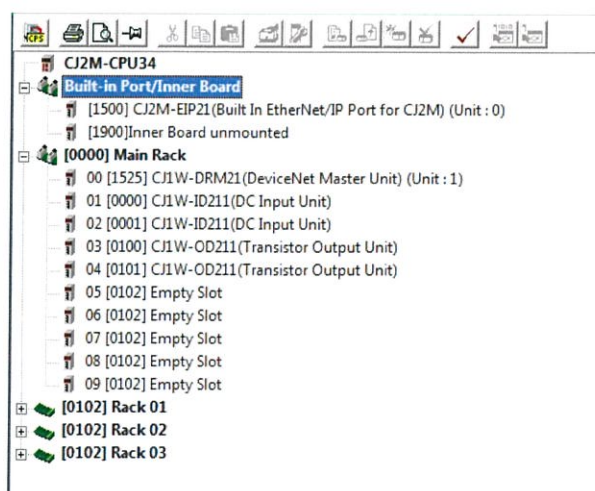 CJ2M-CPU34
Built-in Port/Inner Board
[1500] CJ2M-EIP21(Built In EtherNet/IP Port for CJ2M) (Unit : 0)
[1900]Inner Board unmounted
[0000] Main Rack
00 [1525] CJ1W-DRM21(DeviceNet Master Unit) (Unit : 1)
01 [0000] CJ1W-ID211(DC Input Unit)
02 [0001] CJ1W-ID211(DC Input Unit)
03 [0100] CJ1W-OD211(Transistor Output Unit)
04 [0101] CJ1W-OD211(Transistor Output Unit)
05 [0102] Empty Slot
06 [0102] Empty Slot
07 [0102] Empty Slot
08 [0102] Empty Slot
09 [0102] Empty Slot
[0102] Rack 01
[0102] Rack 02
[0102] Rack 03